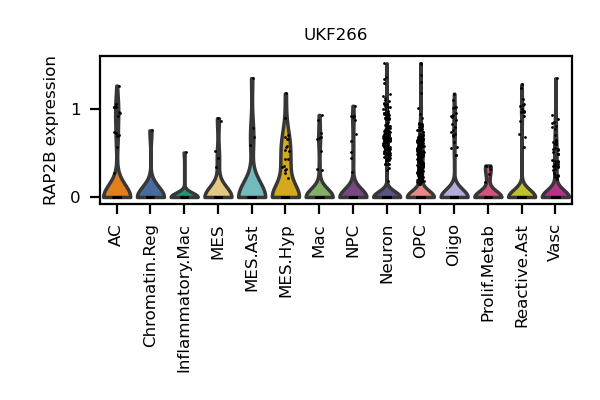 UKF266
RAP2B expression
1
0
AC
Chromatin.Reg
Inflammatory.Mac
MES
MES.Ast
MES.Hyp
Mac
NPC
Neuron
OPC
Oligo
Prolif.Metab
Reactive.Ast
Vasc